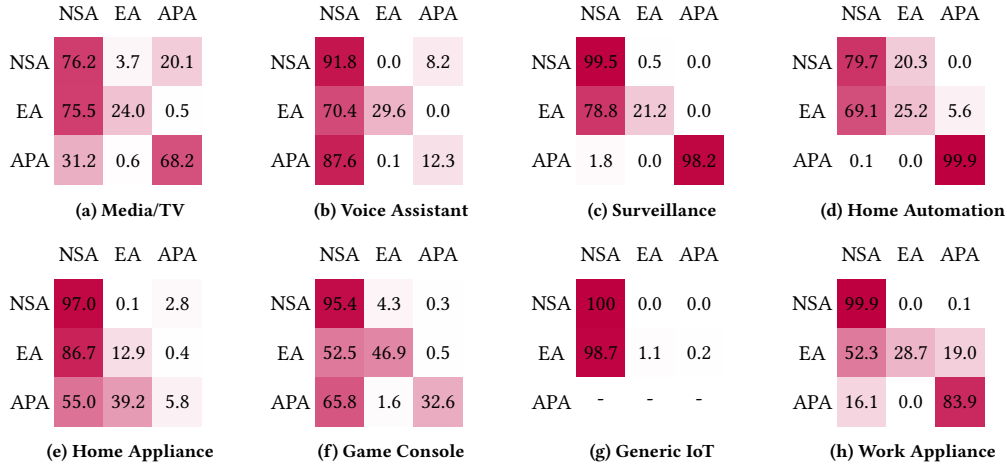 NSA EA APA NSA EA APA NSA EA APA NSA EA APA
NSA 76.2 3.7 20.1 NSA 91.8 0.0 8.2 NSA 99.5 0.5 0.0 NSA 79.7 20.3 0.0
EA 75.5 24.0 0.5 EA 70.4 29.6 0.0 EA 78.8 21.2 0.0 EA 69.1 25.2 5.6
APA 31.2 0.6 68.2 APA 87.6 0.1 12.3 APA 1.8 0.0 98.2 APA 0.1 0.0 99.9
(a) Media/TV (b) Voice Assistant (c) Surveillance (d) Home Automation
NSA EA APA NSA EA APA NSA EA APA NSA EA APA
NSA 97.0 0.1 2.8 NSA 95.4 4.3 0.3 NSA 100 0.0 0.0 NSA 99.9 0.0 0.1
EA 86.7 12.9 0.4 EA 52.5 46.9 0.5 EA 98.7 1.1 0.2 EA 52.3 28.7 19.0
APA 55.0 39.2 5.8 APA 65.8 1.6 32.6 APA - - - APA 16.1 0.0 83.9
(e) Home Appliance (f) Game Console (g) Generic IoT (h) Work Appliance